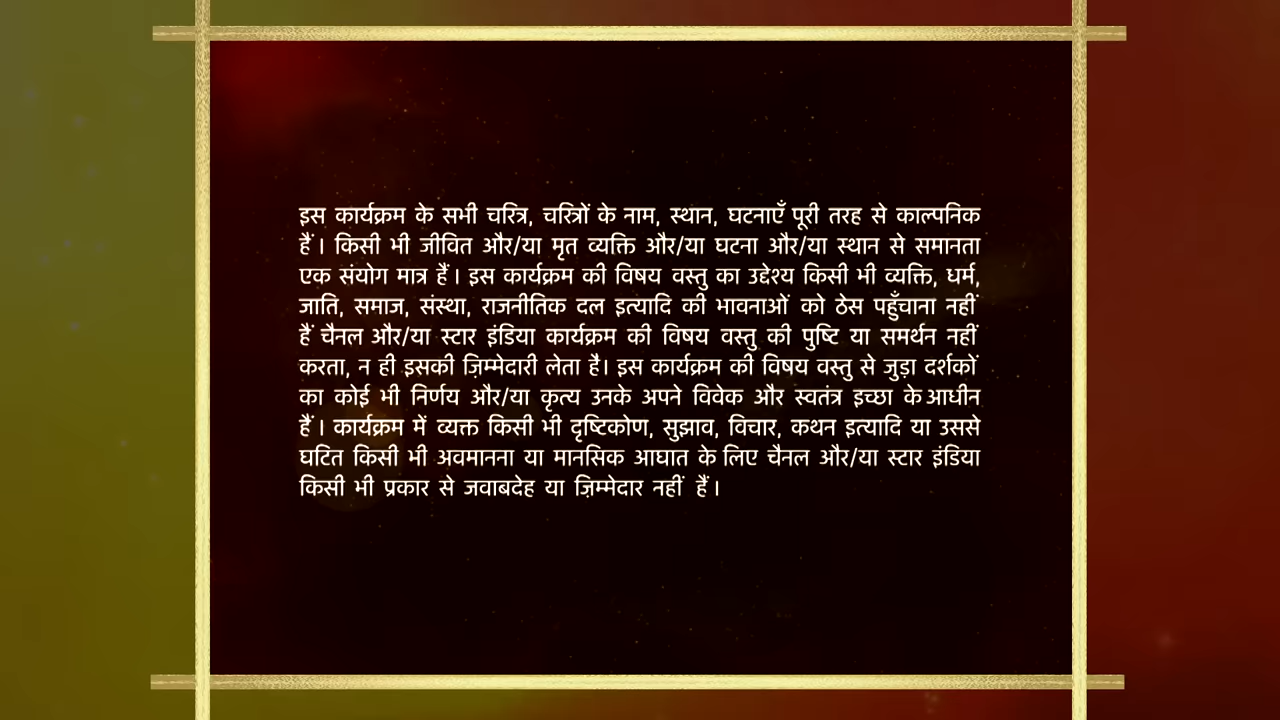 इस कार्यक्रम के सभी चरित्र, चरित्रों के नाम, स्थान, घटनाएँ पूरी तरह से काल्पनिक
हैं। किसी भी जीवित और/या मृत व्यक्ति और/या घटना और/या स्थान से समानता
एक संयोग मात्र हैं। इस कार्यक्रम की विषय वस्तु का उद्देश्य किसी भी व्यक्ति, धर्म,
जाति, समाज, संस्था, राजनीतिक दल इत्यादि की भावनाओं को ठेस पहुँचाना नहीं
हैं चैनल और/या स्टार इंडिया कार्यक्रम की विषय वस्तु की पुष्टि या समर्थन नहीं
करता, न ही इसकी ज़िम्मेदारी लेता है। इस कार्यक्रम की विषय वस्तु से जुड़ा दर्शकों
का कोई भी निर्णय और/या कृत्य उनके अपने विवेक और स्वतंत्र इच्छा के आधीन
हैं। कार्यक्रम में व्यक्त किसी भी दृष्टिकोण, सुझाव, विचार, कथन इत्यादि या उससे
घटित किसी भी अवमानना या मानसिक आघात के लिए चैनल और/या स्टार इंडिया
किसी भी प्रकार से जवाबदेह या ज़िम्मेदार नहीं हैं।